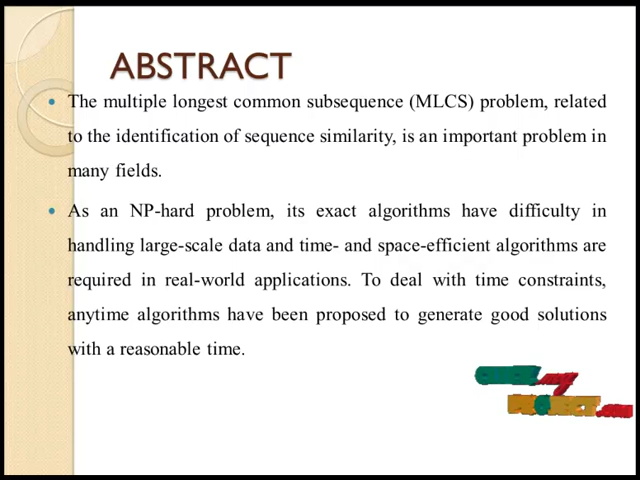 ABSTRACT
The multiple longest common subsequence (MLCS) problem, related
to the identification of sequence similarity, is an important problem in
many fields.
As an NP-hard problem, its exact algorithms have difficulty in
handling large-scale data and time- and space-efficient algorithms are
required in real-world applications. To deal with time constraints,
anytime algorithms have been proposed to generate good solutions
with a reasonable time.